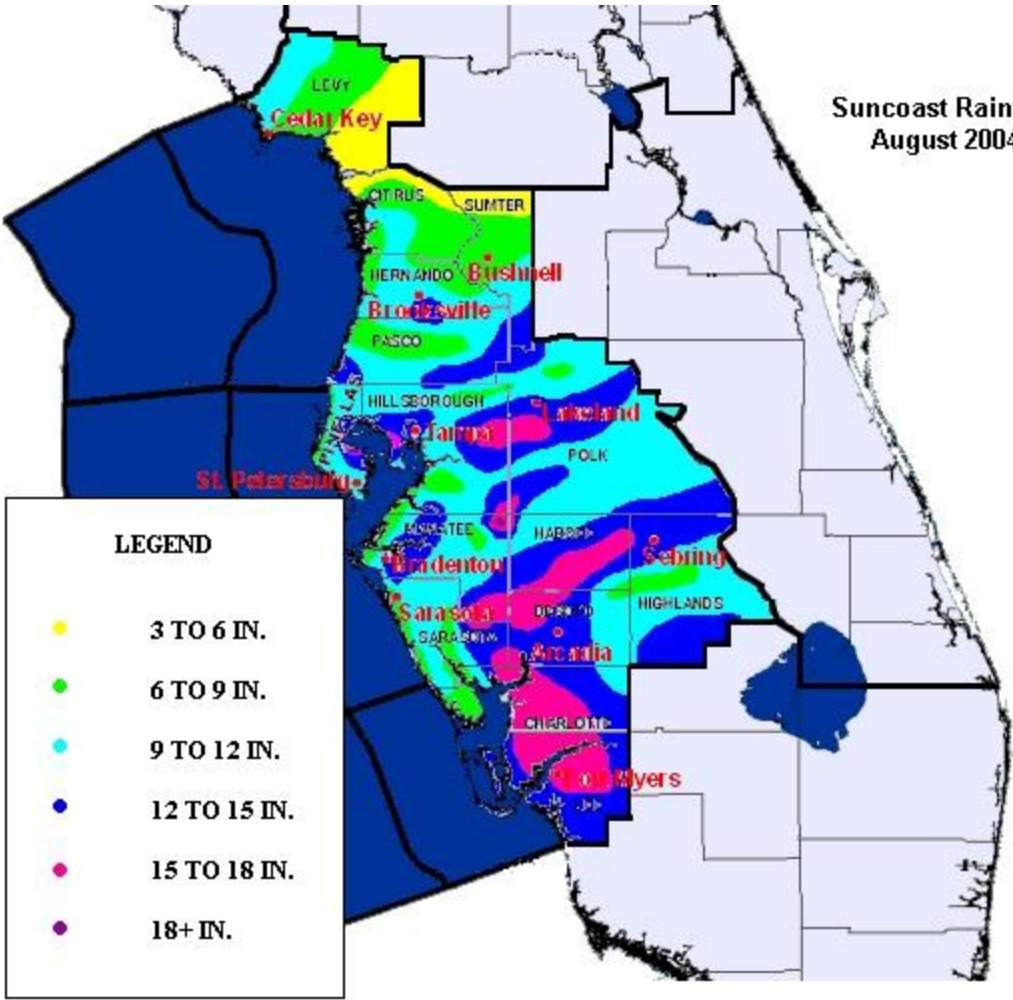 Suncoast Rain
August 2004
LEVY
Cedar Key
CITRUS
SUMTER
HERNANDO
Bushnell
Brooksville
PASCO
PINELLAS
HILLSBOROUGH
Lakeland
Tampa
POLK
St. Petersburg
MANATEE
HARDEE
Bradenton
Sebring
Sarasota
DESOTO
HIGHLANDS
SARASOTA
Arcadia
CHARLOTTE
Fort Myers
LEE
LEGEND
3 TO 6 IN.
6 TO 9 IN.
9 TO 12 IN.
12 TO 15 IN.
15 TO 18 IN.
18+ IN.